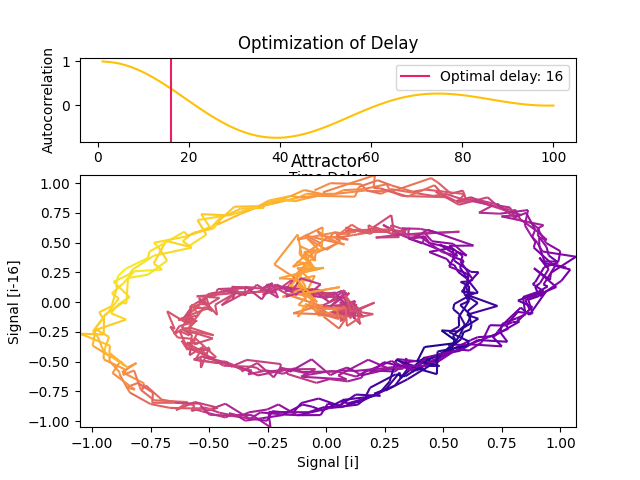 Optimization of Delay
Autocorrelation
1
0
Optimal delay: 16
0 20 40 60 80 100
Attractor
Signal [i-16]
1.00
0.75
0.50
0.25
0.00
−0.25
−0.50
−0.75
−1.00
−1.00 −0.75 −0.50 −0.25 0.00 0.25 0.50 0.75 1.00
Signal [i]